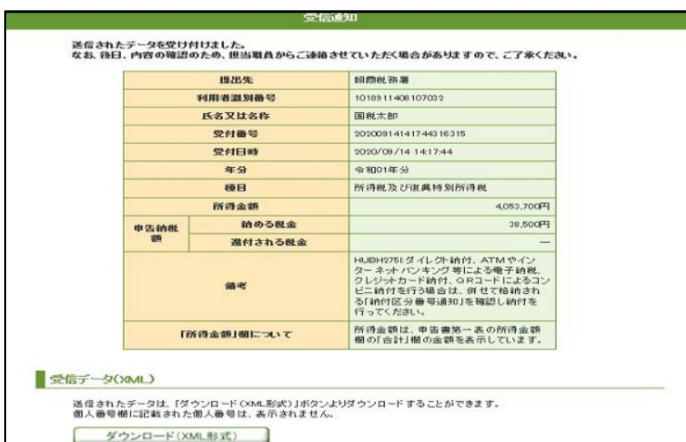 受信通知
送信されたデータを受け付けました。
なお、後日、内容の確認のため、担当職員からご連絡させていただく場合がありますので、ご了承ください。
提出先 麹町税務署
利用者識別番号 1018911408107032
氏名又は名称 国税太郎
受付番号 20200914141744316315
受付日時 2020/09/14 14:17:44
年分 令和01年分
種目 所得税及び復興特別所得税
所得金額 4,053,700円
申告納税額 納める税金 38,500円
還付される税金 —
備考 HUBH275I:ダイレクト納付、ATMやイン
ターネットバンキング等による電子納税、
クレジットカード納付、QRコードによるコン
ビニ納付を行う場合は、併せて格納され
る「納付区分番号通知」を確認し納付を
行ってください。
「所得金額」欄について 所得金額は、申告書第一表の所得金額
欄の「合計」欄の金額を表示しています。
受信データ(XML)
送信されたデータは、「ダウンロード(XML形式)」ボタンよりダウンロードすることができます。
個人番号欄に記載された個人番号は、表示されません。
ダウンロード(XML形式)